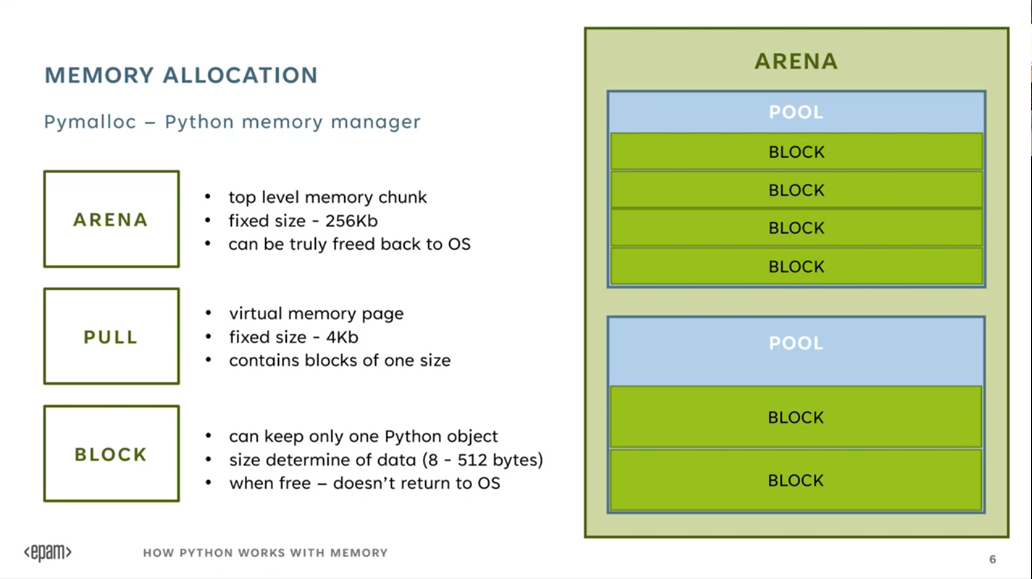 MEMORY ALLOCATION
Pymalloc – Python memory manager
ARENA
• top level memory chunk
• fixed size - 256Kb
• can be truly freed back to OS
PULL
• virtual memory page
• fixed size - 4Kb
• contains blocks of one size
BLOCK
• can keep only one Python object
• size determine of data (8 - 512 bytes)
• when free – doesn't return to OS
ARENA
POOL
BLOCK
BLOCK
BLOCK
BLOCK
POOL
BLOCK
BLOCK
<epam>
HOW PYTHON WORKS WITH MEMORY
6